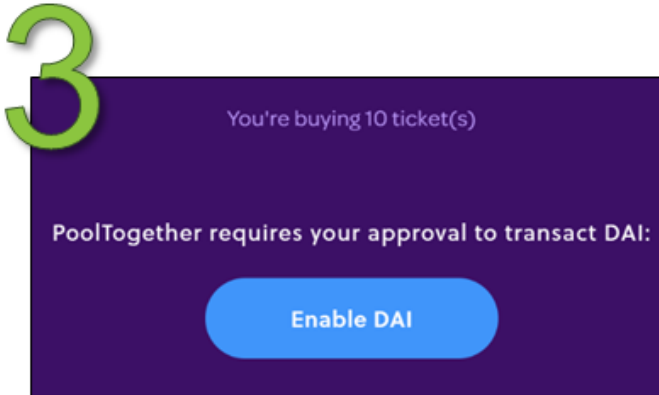 3
You're buying 10 ticket(s)
PoolTogether requires your approval to transact DAI:
Enable DAI